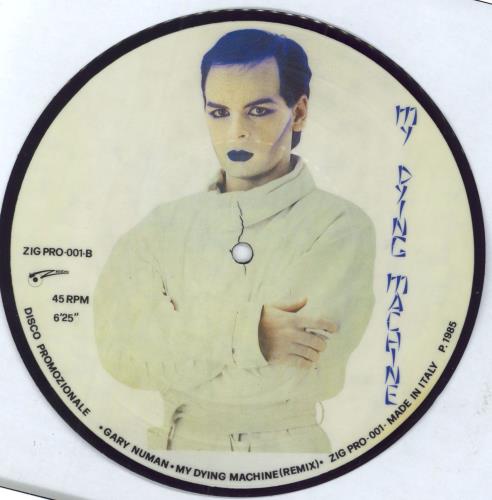 MY DYING MACHINE
ZIG PRO-001-B
45 RPM
6'25"
DISCO PROMOZIONALE
• GARY NUMAN • MY DYING MACHINE (REMIX) • ZIG PRO-001- MADE IN ITALY P. 1985